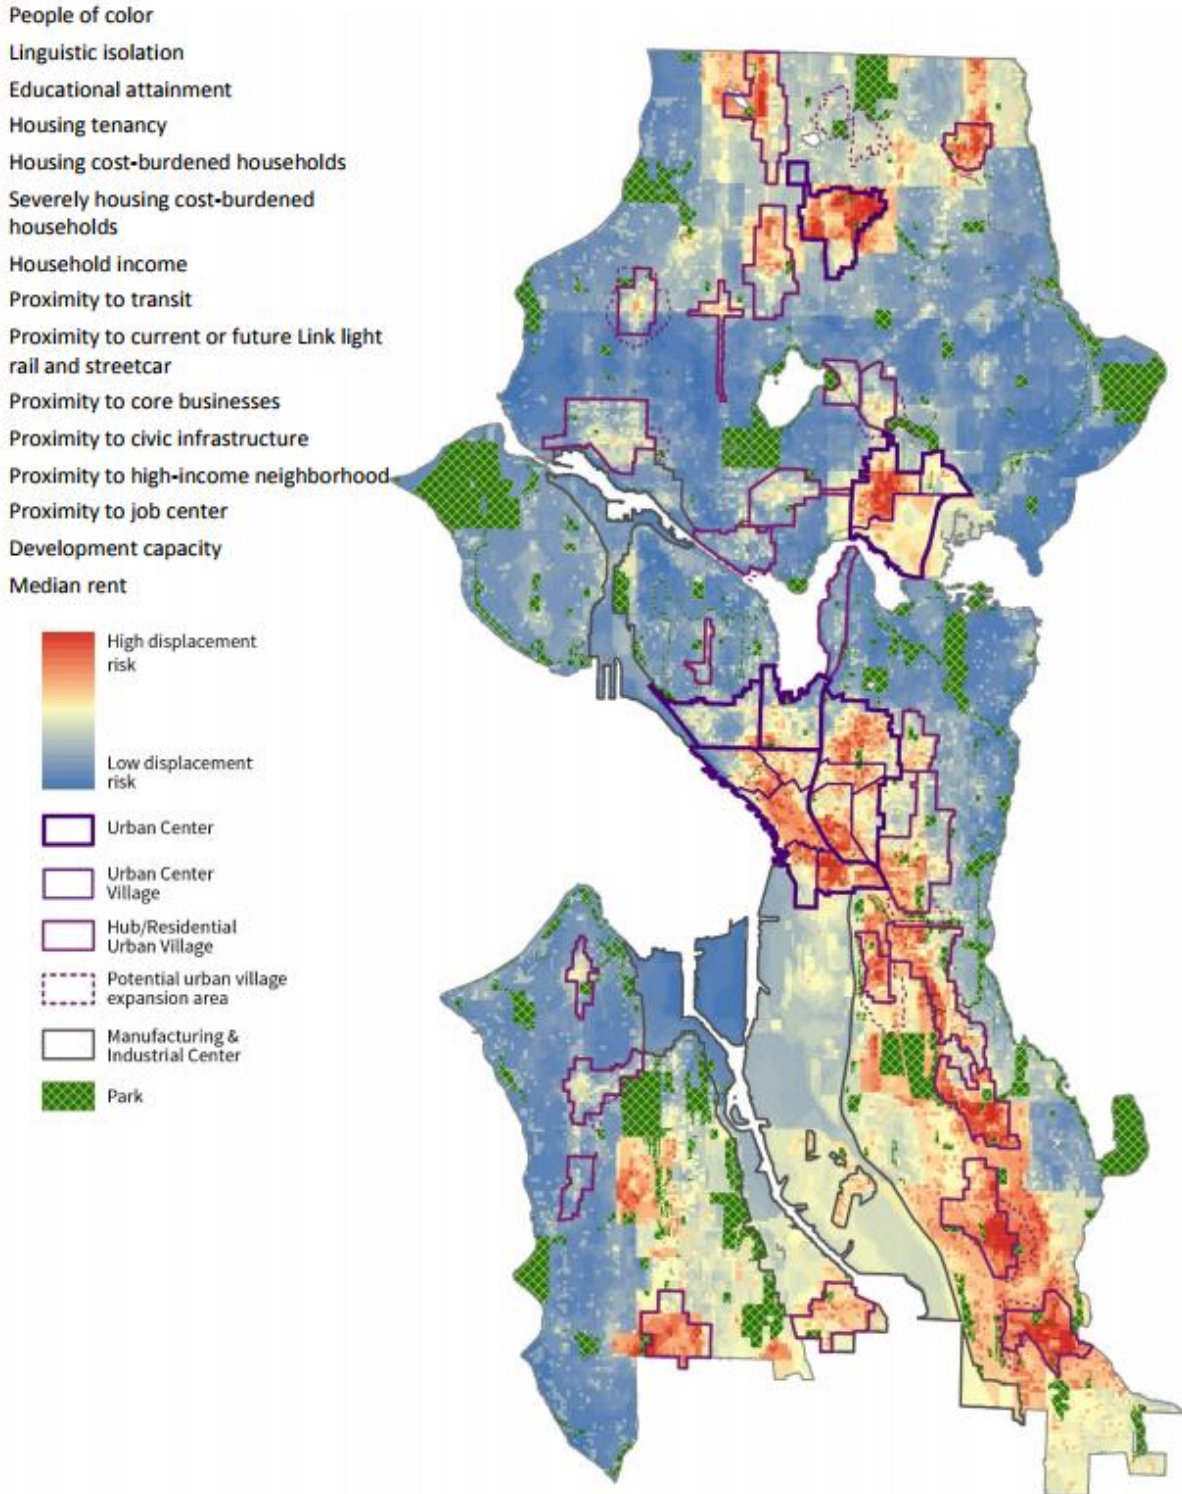 People of color
Linguistic isolation
Educational attainment
Housing tenancy
Housing cost-burdened households
Severely housing cost-burdened
households
Household income
Proximity to transit
Proximity to current or future Link light
rail and streetcar
Proximity to core businesses
Proximity to civic infrastructure
Proximity to high-income neighborhood
Proximity to job center
Development capacity
Median rent
High displacement
risk
Low displacement
risk
Urban Center
Urban Center
Village
Hub/Residential
Urban Village
Potential urban village
expansion area
Manufacturing &
Industrial Center
Park